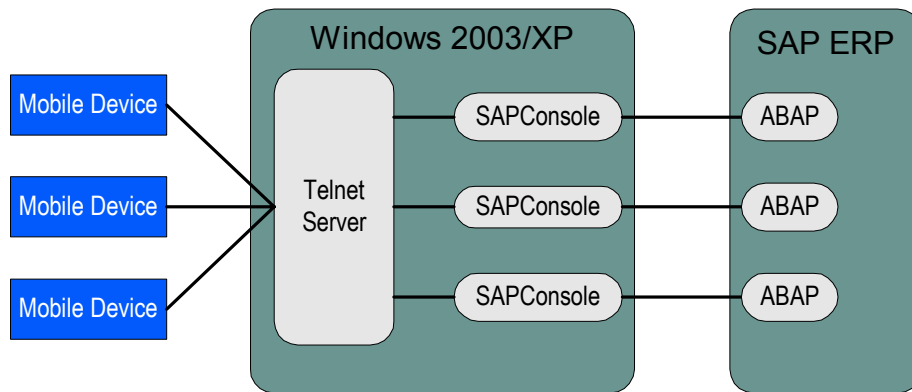 Windows 2003/XP
SAP ERP
Mobile Device
Mobile Device
Mobile Device
Telnet
Server
SAPConsole
SAPConsole
SAPConsole
ABAP
ABAP
ABAP